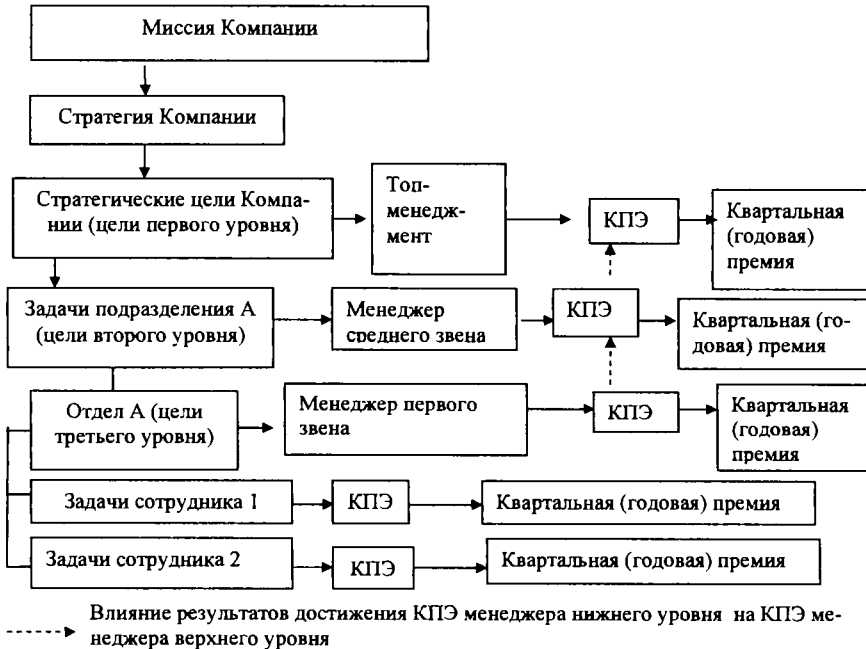 Миссия Компании
Стратегия Компании
Стратегические цели Компа-
нии (цели первого уровня)
Топ-
менедж-
мент
КПЭ
Квартальная
(годовая)
премия
Задачи подразделения А
(цели второго уровня)
Менеджер
среднего звена
КПЭ
Квартальная (го-
довая) премия
Отдел А (цели
третьего уровня)
Менеджер первого
звена
КПЭ
Квартальная
(годовая)
премия
Задачи сотрудника 1
КПЭ
Квартальная (годовая) премия
Задачи сотрудника 2
КПЭ
Квартальная (годовая) премия
Влияние результатов достижения КПЭ менеджера нижнего уровня на КПЭ ме-
неджера верхнего уровня